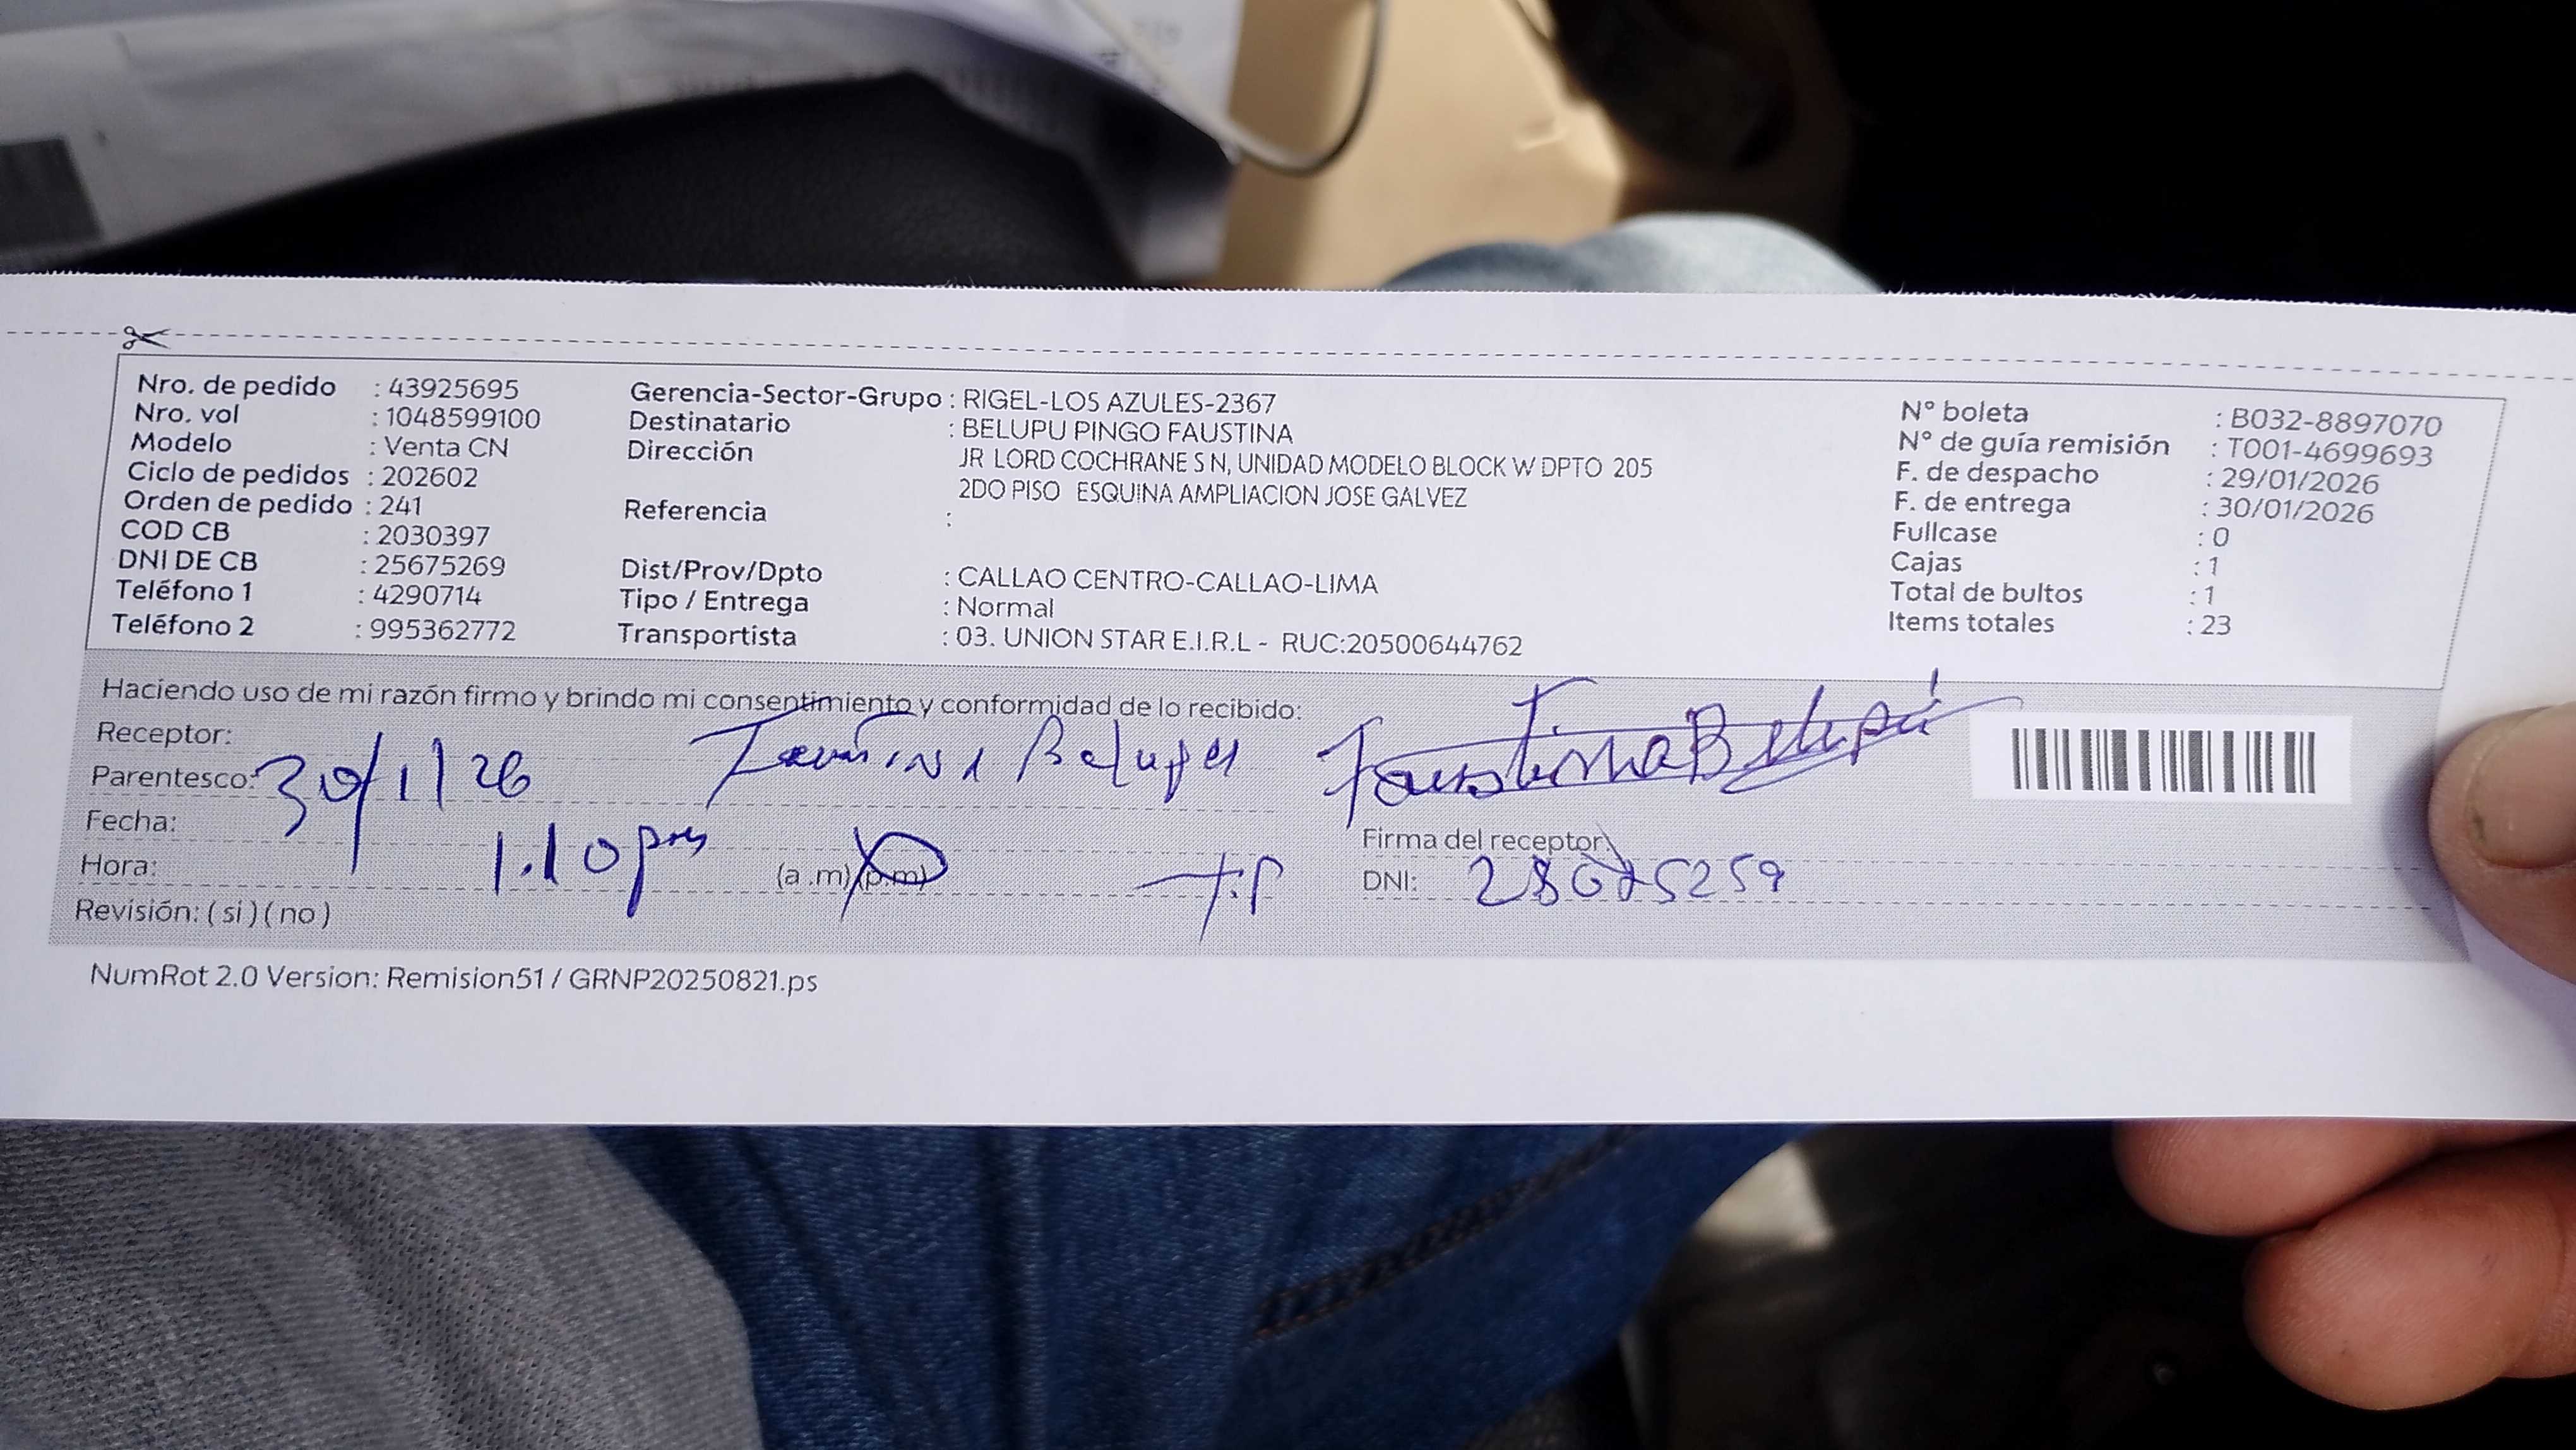 Nro. de pedido : 43925695
Nro. vol : 1048599100
Modelo : Venta CN
Ciclo de pedidos : 202602
Orden de pedido : 241
COD CB : 2030397
DNI DE CB : 25675269
Teléfono 1 : 4290714
Teléfono 2 : 995362772
Gerencia-Sector-Grupo : RIGEL-LOS AZULES-2367
Destinatario : BELUPU PINGO FAUSTINA
Dirección : JR LORD COCHRANE S N, UNIDAD MODELO BLOCK W DPTO 205
2DO PISO ESQUINA AMPLIACION JOSE GALVEZ
Referencia :
Dist/Prov/Dpto : CALLAO CENTRO-CALLAO-LIMA
Tipo / Entrega : Normal
Transportista : 03. UNION STAR E.I.R.L - RUC:20500644762
N° boleta : B032-8897070
N° de guía remisión : T001-4699693
F. de despacho : 29/01/2026
F. de entrega : 30/01/2026
Fullcase : 0
Cajas : 1
Total de bultos : 1
Items totales : 23
Haciendo uso de mi razón firmo y brindo mi consentimiento y conformidad de lo recibido:
Receptor:
Parentesco: 30/1/26
Faustina Belupu
Fecha:
Hora: 1.10 pm (a .m) (p.m)
Revisión: ( si ) ( no )
Faustina Belupú
Firma del receptor
DNI:
NumRot 2.0 Version: Remision51 / GRNP20250821.ps